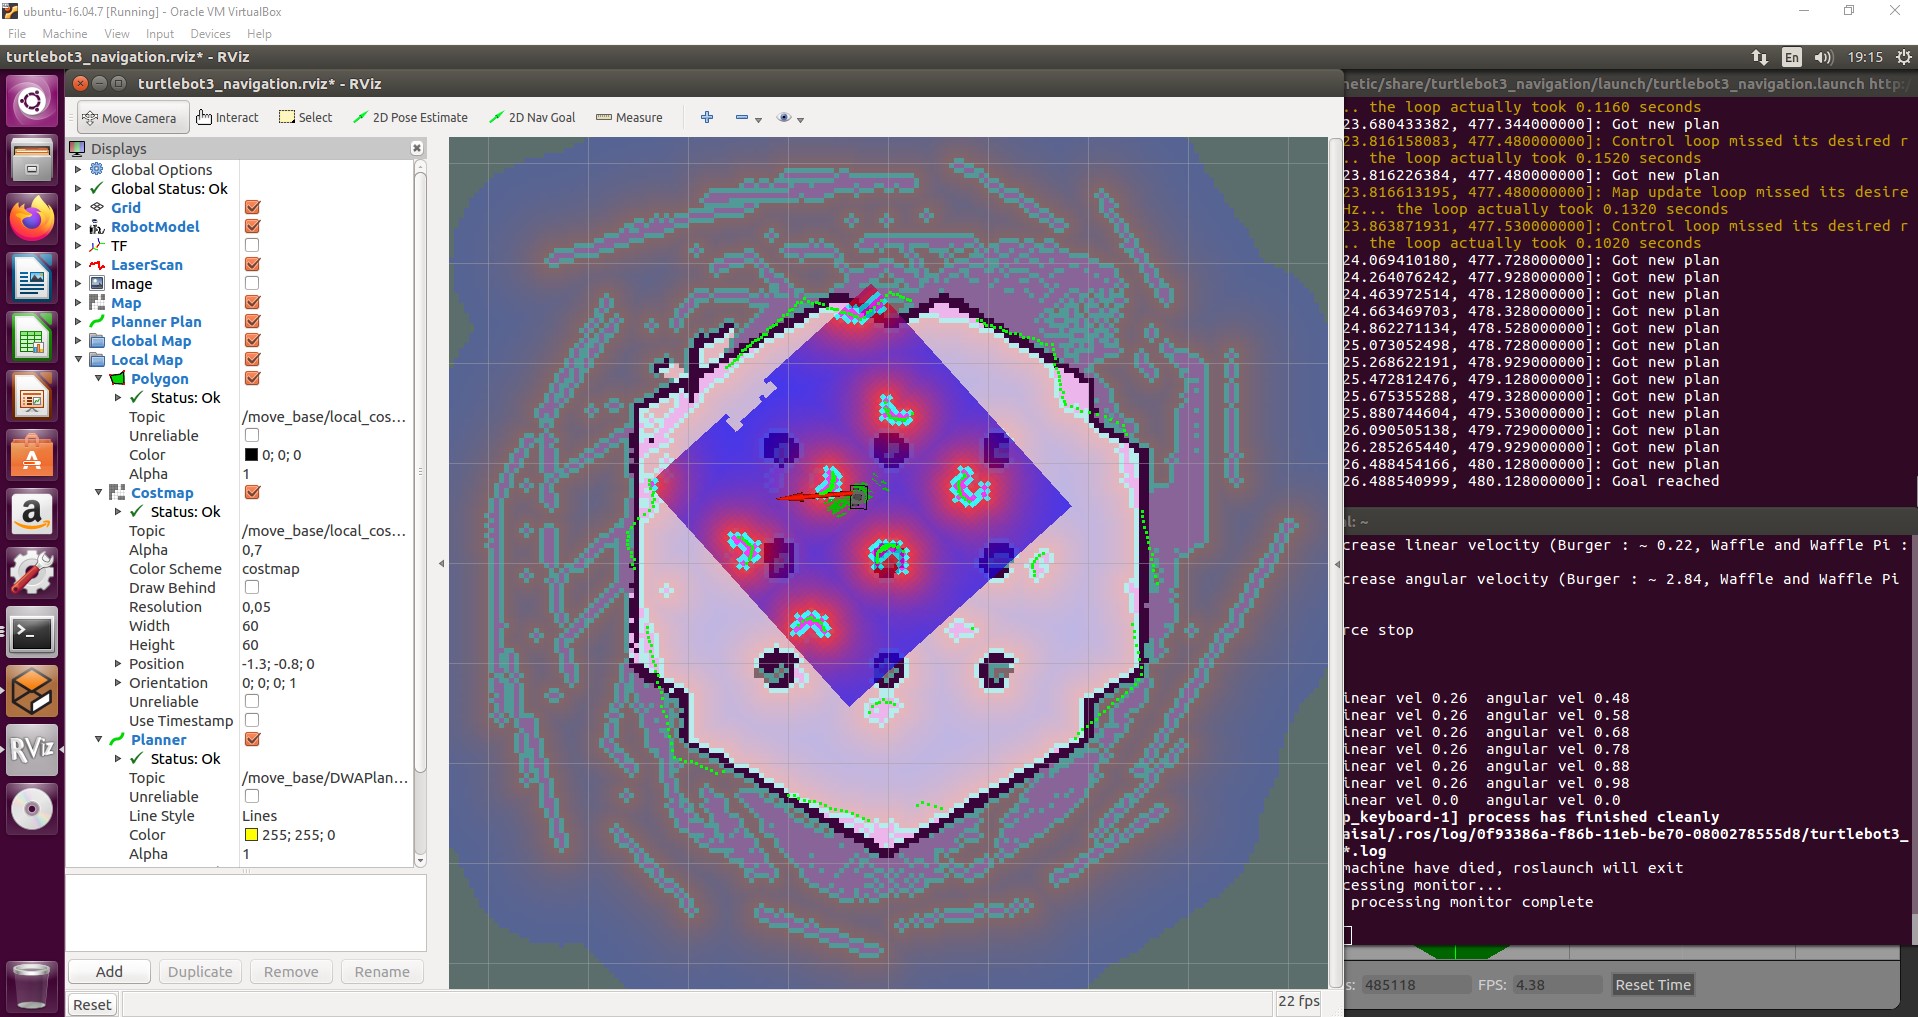 ubuntu-16.04.7 [Running] - Oracle VM VirtualBox
File Machine View Input Devices Help
turtlebot3_navigation.rviz* - RViz
En
19:15
turtlebot3_navigation.rviz* - RViz
Move Camera Interact Select 2D Pose Estimate 2D Nav Goal Measure
Displays
Global Options
Global Status: Ok
Grid
RobotModel
TF
LaserScan
Image
Map
Planner Plan
Global Map
Local Map
Polygon
Status: Ok
Topic /move_base/local_cos...
Unreliable
Color 0; 0; 0
Alpha 1
Costmap
Status: Ok
Topic /move_base/local_cos...
Alpha 0,7
Color Scheme costmap
Draw Behind
Resolution 0,05
Width 60
Height 60
Position -1.3; -0.8; 0
Orientation 0; 0; 0; 1
Unreliable
Use Timestamp
Planner
Status: Ok
Topic /move_base/DWAPlan...
Unreliable
Line Style Lines
Color 255; 255; 0
Alpha 1
Add Duplicate Remove Rename
Reset
22 fps
RViz
netic/share/turtlebot3_navigation/launch/turtlebot3_navigation.launch http:/
.. the loop actually took 0.1160 seconds
23.680433382, 477.344000000]: Got new plan
23.816158083, 477.480000000]: Control loop missed its desired r
.. the loop actually took 0.1520 seconds
23.816226384, 477.480000000]: Got new plan
23.816613195, 477.480000000]: Map update loop missed its desire
Hz... the loop actually took 0.1320 seconds
23.863871931, 477.530000000]: Control loop missed its desired r
.. the loop actually took 0.1020 seconds
24.069410180, 477.728000000]: Got new plan
24.264076242, 477.928000000]: Got new plan
24.463972514, 478.128000000]: Got new plan
24.663469703, 478.328000000]: Got new plan
24.862271134, 478.528000000]: Got new plan
25.073052498, 478.728000000]: Got new plan
25.268622191, 478.929000000]: Got new plan
25.472812476, 479.128000000]: Got new plan
25.675355288, 479.328000000]: Got new plan
25.880744604, 479.530000000]: Got new plan
26.090505138, 479.729000000]: Got new plan
26.285265440, 479.929000000]: Got new plan
26.488454166, 480.128000000]: Got new plan
26.488540999, 480.128000000]: Goal reached
al: ~
crease linear velocity (Burger : ~ 0.22, Waffle and Waffle Pi :
crease angular velocity (Burger : ~ 2.84, Waffle and Waffle Pi
rce stop
inear vel 0.26 angular vel 0.48
inear vel 0.26 angular vel 0.58
inear vel 0.26 angular vel 0.68
inear vel 0.26 angular vel 0.78
inear vel 0.26 angular vel 0.88
inear vel 0.26 angular vel 0.98
inear vel 0.0 angular vel 0.0
p_keyboard-1] process has finished cleanly
aisal/.ros/log/0f93386a-f86b-11eb-be70-0800278555d8/turtlebot3_
*.log
machine have died, roslaunch will exit
cessing monitor...
processing monitor complete
s: 485118 FPS: 4.38 Reset Time